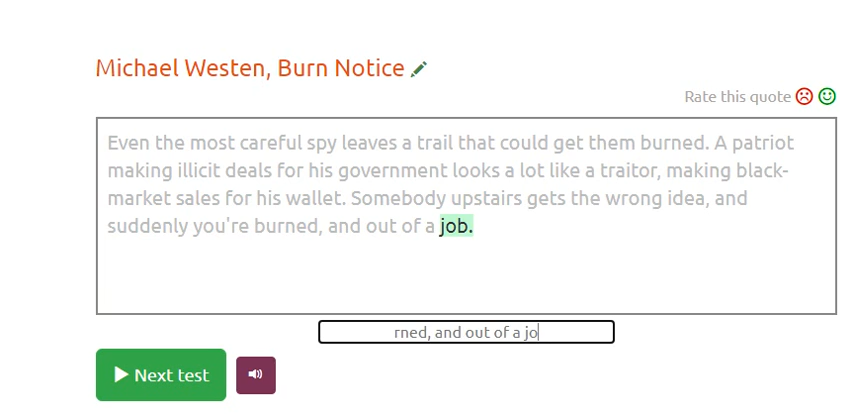 Michael Westen, Burn Notice
Rate this quote
Even the most careful spy leaves a trail that could get them burned. A patriot
making illicit deals for his government looks a lot like a traitor, making black-
market sales for his wallet. Somebody upstairs gets the wrong idea, and
suddenly you're burned, and out of a job.
rned, and out of a jo
Next test